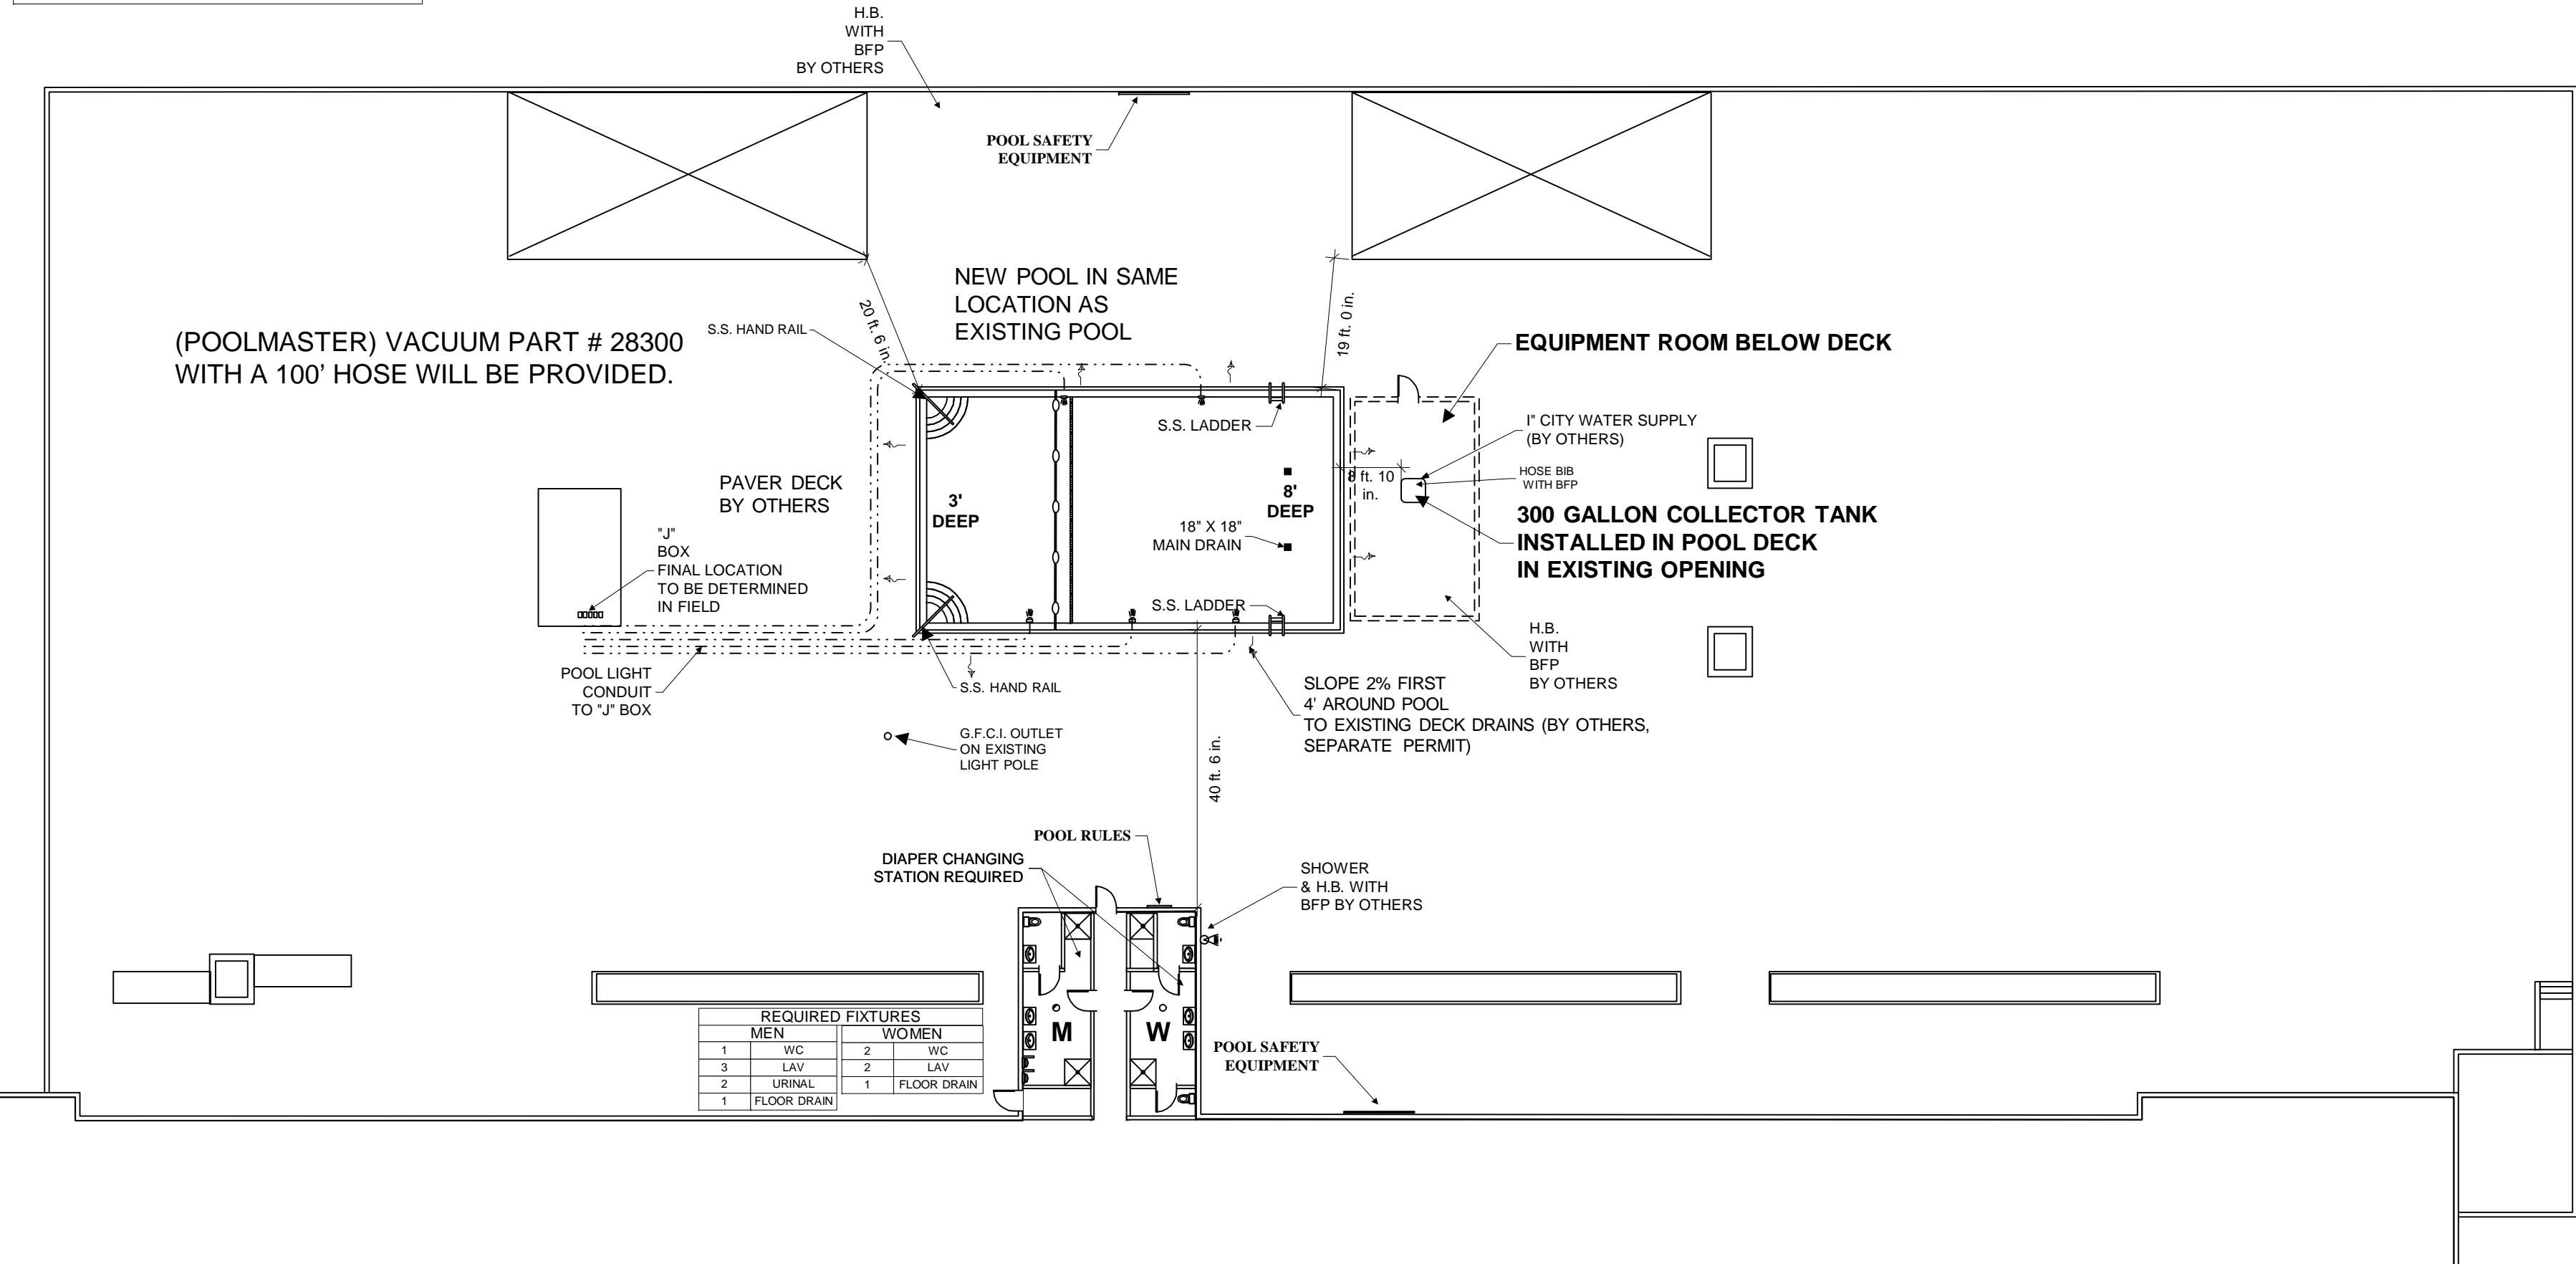 H.B.
WITH
BFP
BY OTHERS
POOL SAFETY
EQUIPMENT
NEW POOL IN SAME
LOCATION AS
EXISTING POOL
20 ft. 6 in.
19 ft. 0 in.
(POOLMASTER) VACUUM PART # 28300
WITH A 100' HOSE WILL BE PROVIDED.
S.S. HAND RAIL
EQUIPMENT ROOM BELOW DECK
S.S. LADDER
I" CITY WATER SUPPLY
(BY OTHERS)
HOSE BIB
WITH BFP
8 ft. 10
in.
PAVER DECK
BY OTHERS
3'
DEEP
8'
DEEP
18" X 18"
MAIN DRAIN
300 GALLON COLLECTOR TANK
INSTALLED IN POOL DECK
IN EXISTING OPENING
"J"
BOX
FINAL LOCATION
TO BE DETERMINED
IN FIELD
S.S. LADDER
H.B.
WITH
BFP
BY OTHERS
POOL LIGHT
CONDUIT
TO "J" BOX
S.S. HAND RAIL
SLOPE 2% FIRST
4' AROUND POOL
TO EXISTING DECK DRAINS (BY OTHERS,
SEPARATE PERMIT)
G.F.C.I. OUTLET
ON EXISTING
LIGHT POLE
40 ft. 6 in.
POOL RULES
DIAPER CHANGING
STATION REQUIRED
SHOWER
& H.B. WITH
BFP BY OTHERS
M
W
REQUIRED FIXTURES
MEN WOMEN
1 WC 2 WC
3 LAV 2 LAV
2 URINAL 1 FLOOR DRAIN
1 FLOOR DRAIN
POOL SAFETY
EQUIPMENT